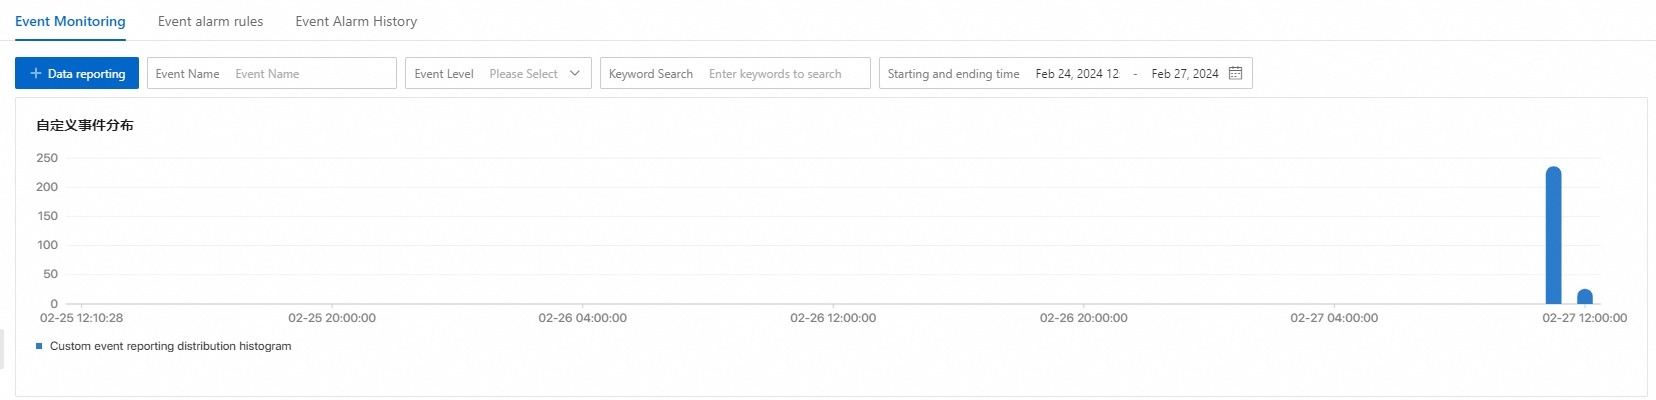 Event Monitoring Event alarm rules Event Alarm History
+ Data reporting Event Name Event Name Event Level Please Select Keyword Search Enter keywords to search Starting and ending time Feb 24, 2024 12 - Feb 27, 2024
自定义事件分布
250
200
150
100
50
0
02-25 12:10:28 02-25 20:00:00 02-26 04:00:00 02-26 12:00:00 02-26 20:00:00 02-27 04:00:00 02-27 12:00:00
Custom event reporting distribution histogram